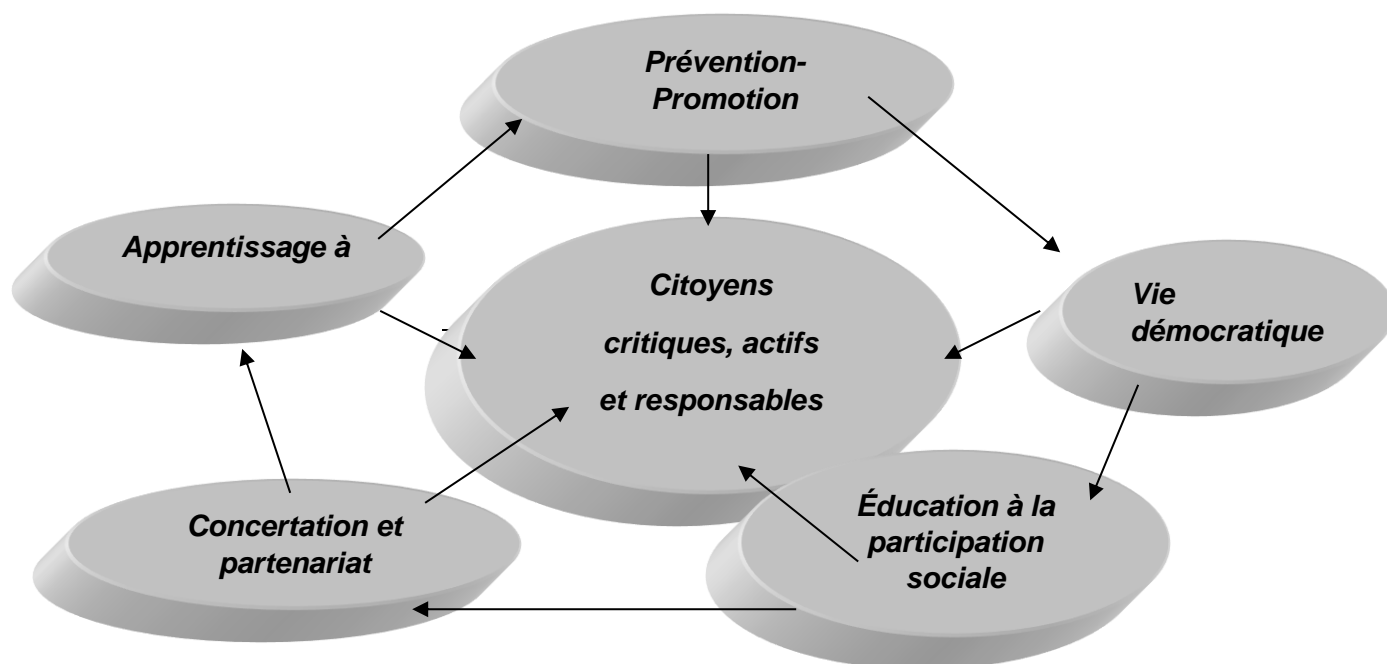 Prévention-
Promotion
Apprentissage à
Citoyens
critiques, actifs
et responsables
Vie
démocratique
Concertation et
partenariat
Éducation à la
participation
sociale